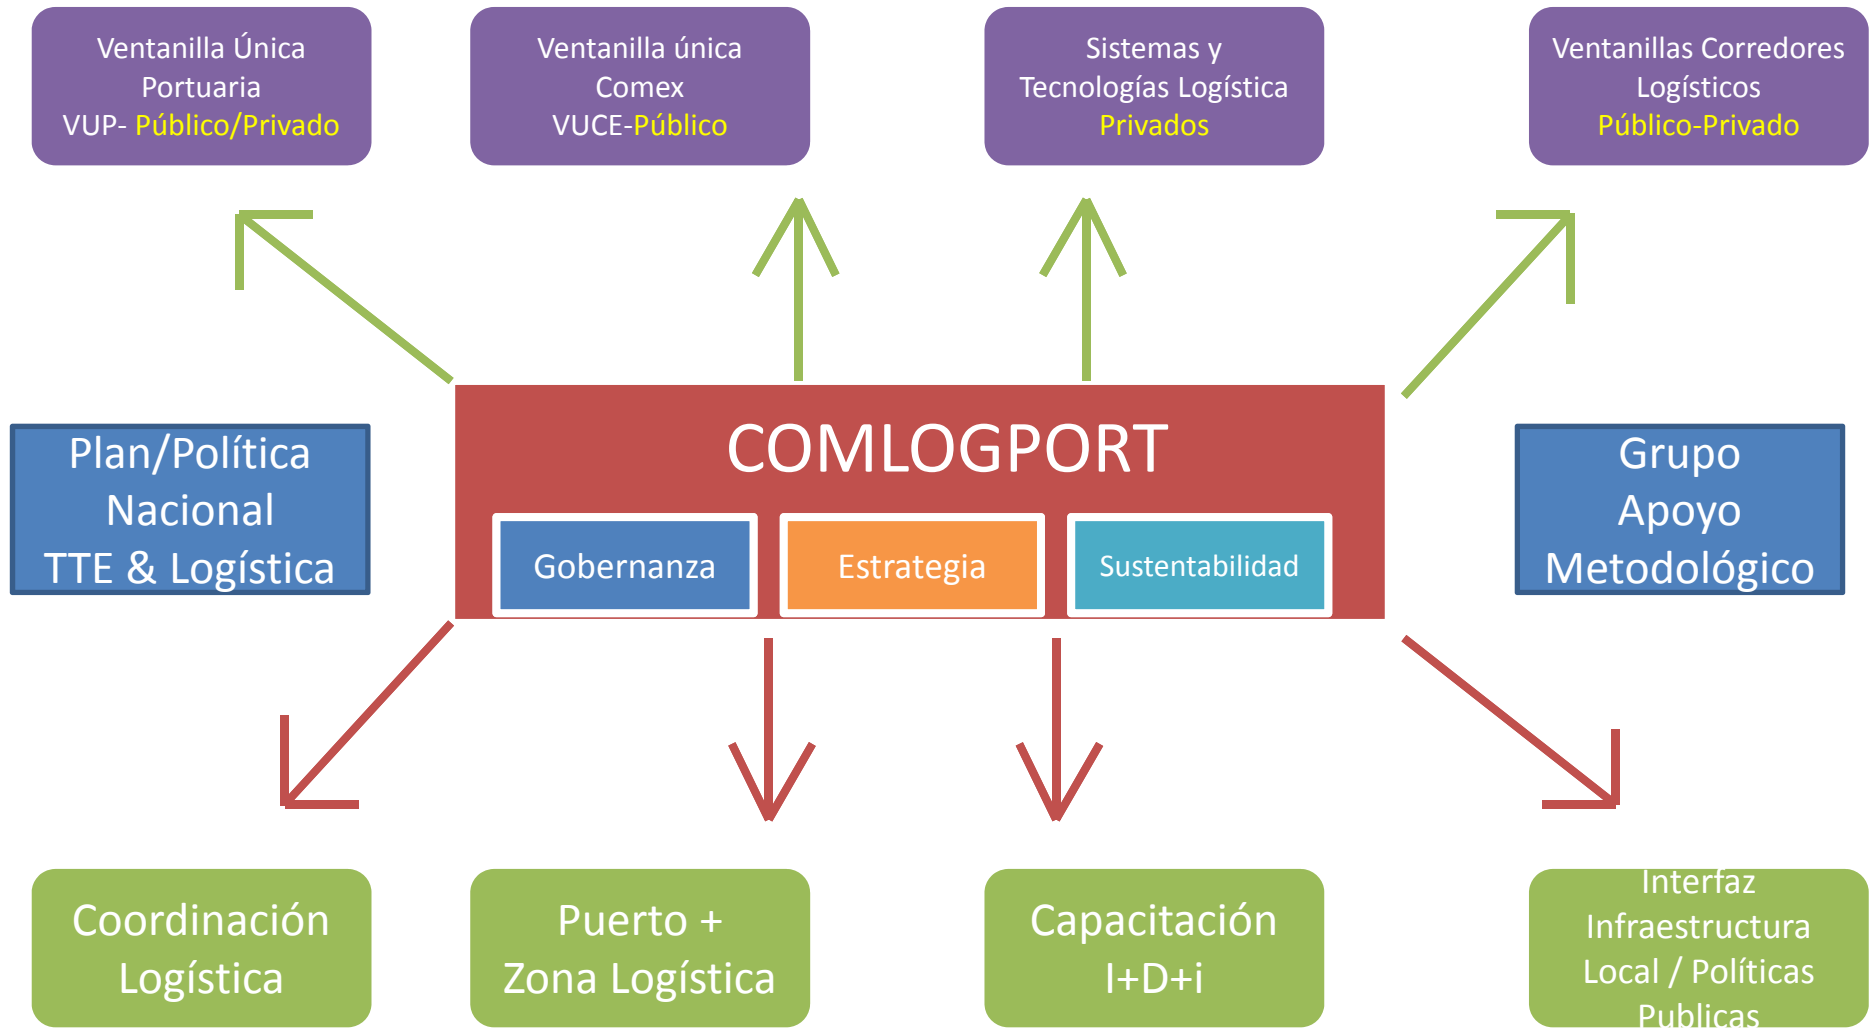 Ventanilla Única
Portuaria
VUP- Público/Privado
Ventanilla única
Comex
VUCE-Público
Sistemas y
Tecnologías Logística
Privados
Ventanillas Corredores
Logísticos
Público-Privado
Plan/Política
Nacional
TTE & Logística
COMLOGPORT
Gobernanza
Estrategia
Sustentabilidad
Grupo
Apoyo
Metodológico
Coordinación
Logística
Puerto +
Zona Logística
Capacitación
I+D+i
Interfaz
Infraestructura
Local / Políticas
Publicas